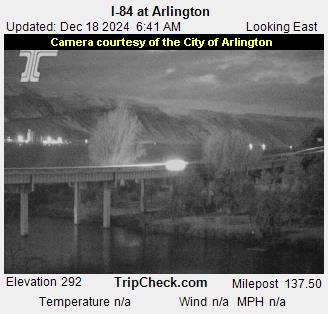 I-84 at Arlington
Updated: Dec 18 2024 6:41 AM Looking East
Camera courtesy of the City of Arlington
Elevation 292 TripCheck.com Milepost 137.50
Temperature n/a Wind n/a MPH n/a